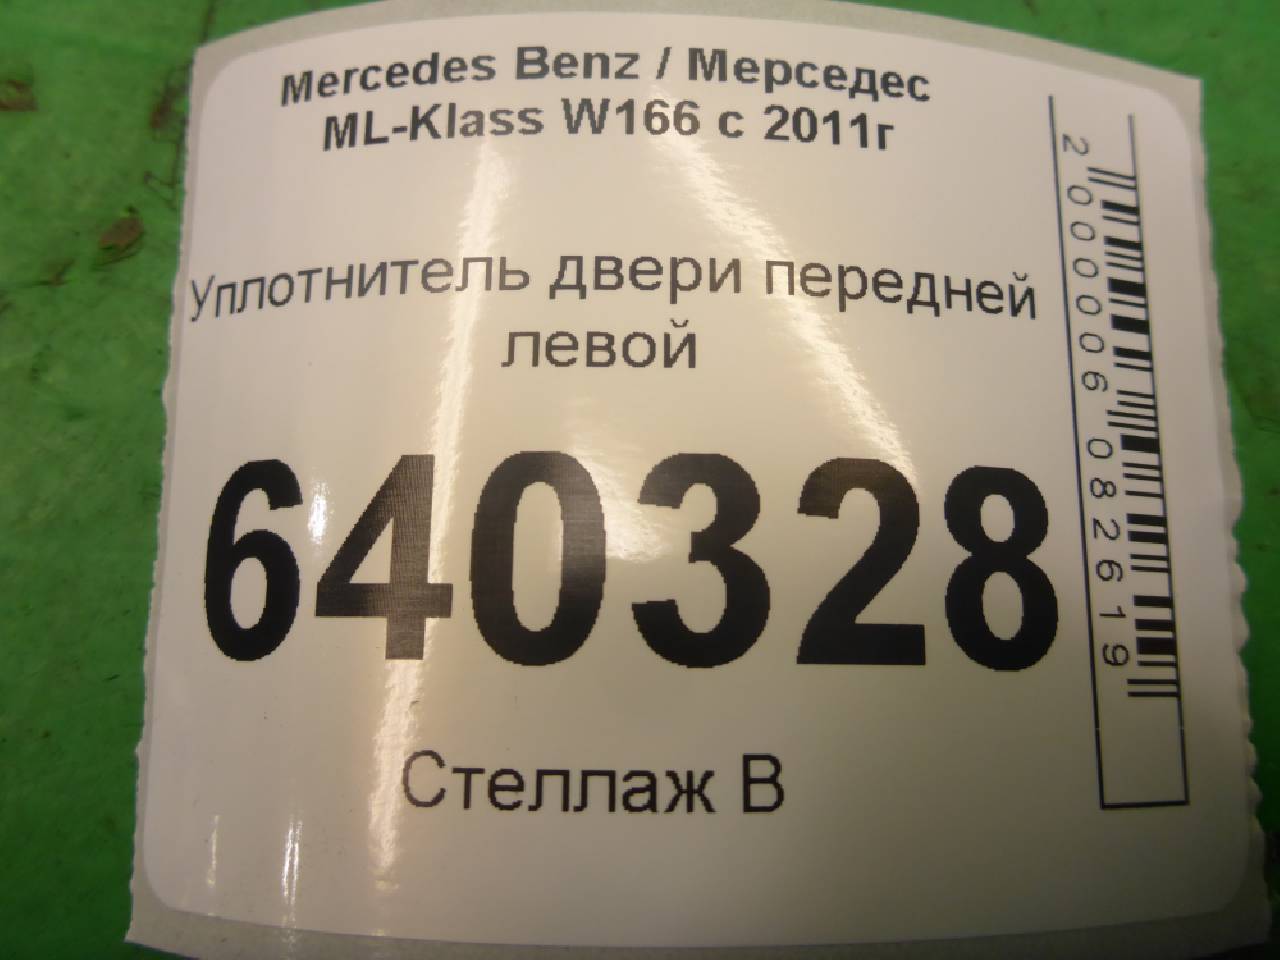 Mercedes Benz / Мерседес
ML-Klass W166 с 2011г
Уплотнитель двери передней
левой
640328
Стеллаж В
2000006082619